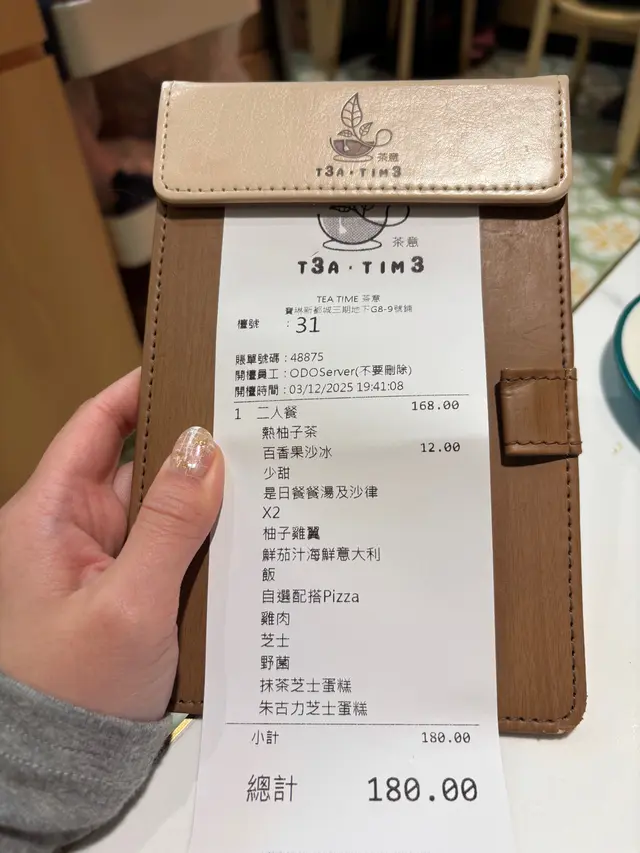 茶意
T3A·TIM3
茶意
T3A·TIM3
TEA TIME 茶意
寶琳新都城三期地下GB-9號舖
檯號 : 31
賬單號碼 : 48875
開檯員工 : ODOServer(不要刪除)
開檯時間 : 03/12/2025 19:41:08
1 二人餐 168.00
熱柚子茶
百香果沙冰 12.00
少甜
是日餐餐湯及沙律
X2
柚子雞翼
鮮茄汁海鮮意大利
飯
自選配搭Pizza
雞肉
芝士
野菌
抹茶芝士蛋糕
朱古力芝士蛋糕
小計 180.00
總計 180.00